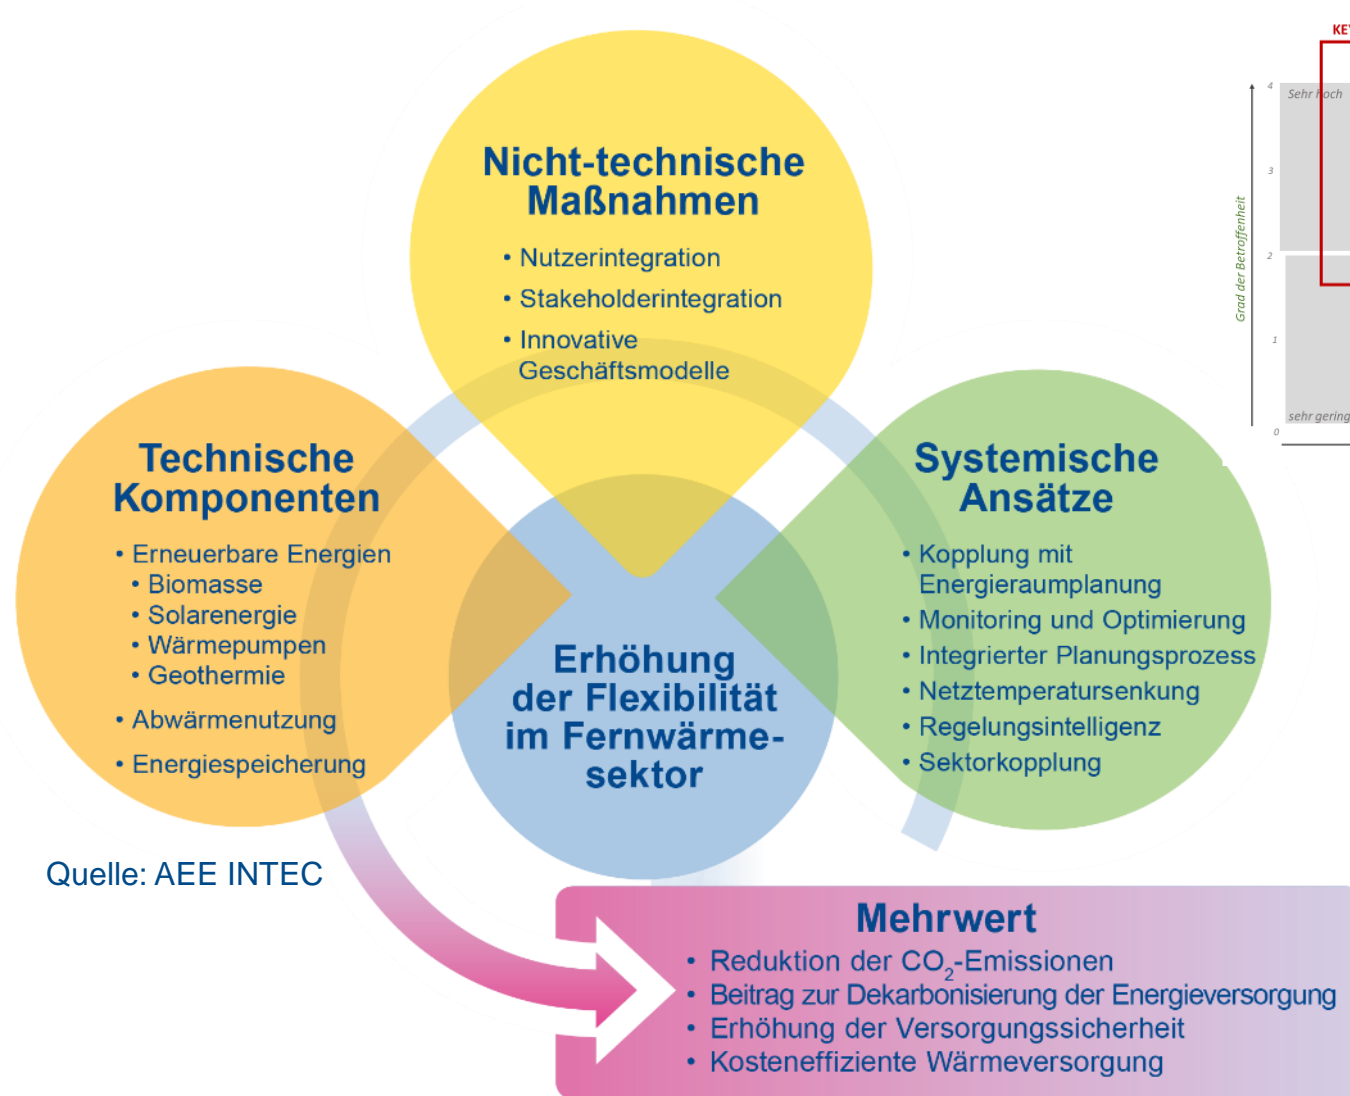 Nicht-technische
Maßnahmen
• Nutzerintegration
• Stakeholderintegration
• Innovative
Geschäftsmodelle
Technische
Komponenten
• Erneuerbare Energien
• Biomasse
• Solarenergie
• Wärmepumpen
• Geothermie
• Abwärmenutzung
• Energiespeicherung
Systemische
Ansätze
• Kopplung mit
Energieraumplanung
• Monitoring und Optimierung
• Integrierter Planungsprozess
• Netztemperatursenkung
• Regelungsintelligenz
• Sektorkopplung
Erhöhung
der Flexibilität
im Fernwärme-
sektor
Quelle: AEE INTEC
Mehrwert
• Reduktion der CO₂-Emissionen
• Beitrag zur Dekarbonisierung der Energieversorgung
• Erhöhung der Versorgungssicherheit
• Kosteneffiziente Wärmeversorgung
Grad der Betroffenheit
4
Sehr hoch
3
2
1
sehr gering
0